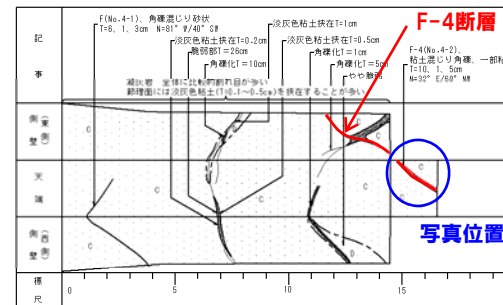 F-4断層
F(No.4-1)、角礫混じり砂状
T=6、1、3cm N=81° W/40° SW
淡灰色粘土挟在T=0.2cm
脆弱部T=26cm
角礫化T=10cm
淡灰色粘土挟在T=1cm
淡灰色粘土挟在T=0.5cm
角礫化T=1cm
角礫化T=5cm
やや脆弱
F-4(No.4-2)、
粘土混じり角礫、一部粘
T=10、1、5cm
N=32° E/68° NW
凝灰岩 全体に比較的割れ目が多い
節理面には淡灰色粘土(T=0.1~0.5cm)を挟在することが多い
記事
側壁(東側)
C
C
C
C
天端
C
C
C
写真位置
側壁(西側)
C
C
D
C
標尺
0
5
10
15